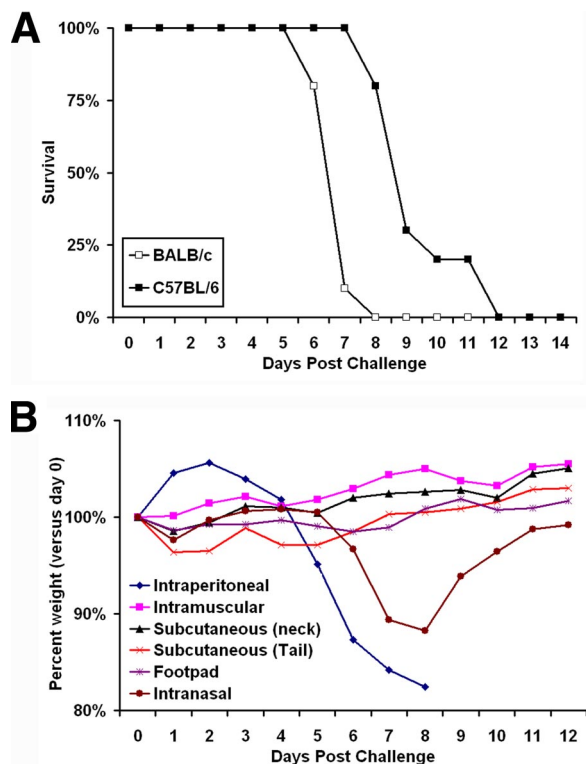 A
100%
75%
50%
25%
0%
Survival
BALB/c
C57BL/6
0 1 2 3 4 5 6 7 8 9 10 11 12 13 14
Days Post Challenge
B
110%
100%
90%
80%
Percent weight (versus day 0)
Intraperitoneal
Intramuscular
Subcutaneous (neck)
Subcutaneous (Tail)
Footpad
Intranasal
0 1 2 3 4 5 6 7 8 9 10 11 12
Days Post Challenge